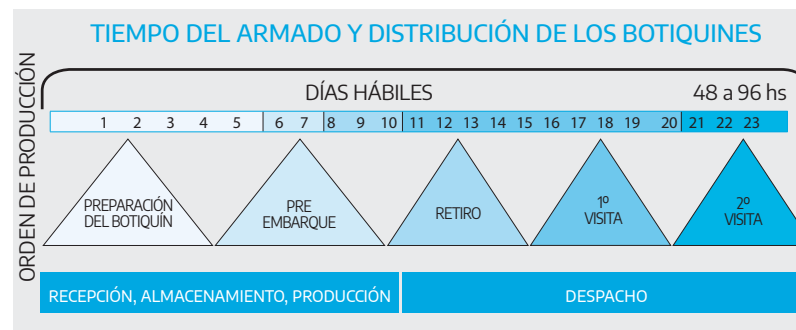 TIEMPO DEL ARMADO Y DISTRIBUCIÓN DE LOS BOTIQUINES
ORDEN DE PRODUCCIÓN
DÍAS HÁBILES
48 a 96 hs
1 2 3 4 5 6 7 8 9 10 11 12 13 14 15 16 17 18 19 20 21 22 23
PREPARACIÓN
DEL BOTIQUÍN
PRE
EMBARQUE
RETIRO
1º
VISITA
2º
VISITA
RECEPCIÓN, ALMACENAMIENTO, PRODUCCIÓN
DESPACHO